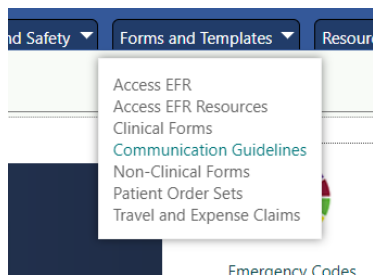 nd Safety Forms and Templates Resour
Access EFR
Access EFR Resources
Clinical Forms
Communication Guidelines
Non-Clinical Forms
Patient Order Sets
Travel and Expense Claims
Emergency Codes